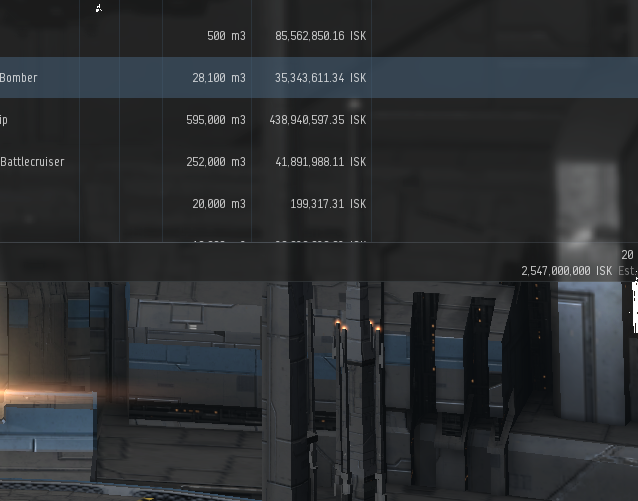 500 m3 85,562,850.16 ISK
Bomber 28,100 m3 35,343,611.34 ISK
ip 595,000 m3 438,940,597.35 ISK
Battlecruiser 252,000 m3 41,891,988.11 ISK
20,000 m3 199,317.31 ISK
20
2,547,000,000 ISK Est